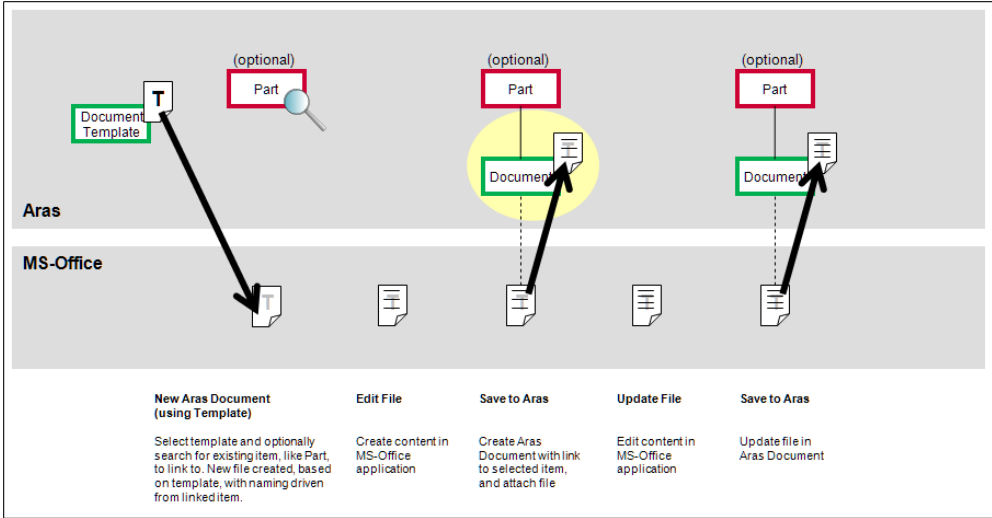 (optional)
(optional)
(optional)
T
Part
Part
Part
Document
Template
T
T
Document
Document
Aras
MS-Office
T
T
T
T
T
New Aras Document
(using Template)
Edit File
Save to Aras
Update File
Save to Aras
Select template and optionally
search for existing item, like Part,
to link to. New file created, based
on template, with naming driven
from linked item.
Create content in
MS-Office
application
Create Aras
Document with link
to selected item,
and attach file
Edit content in
MS-Office
application
Update file in
Aras Document